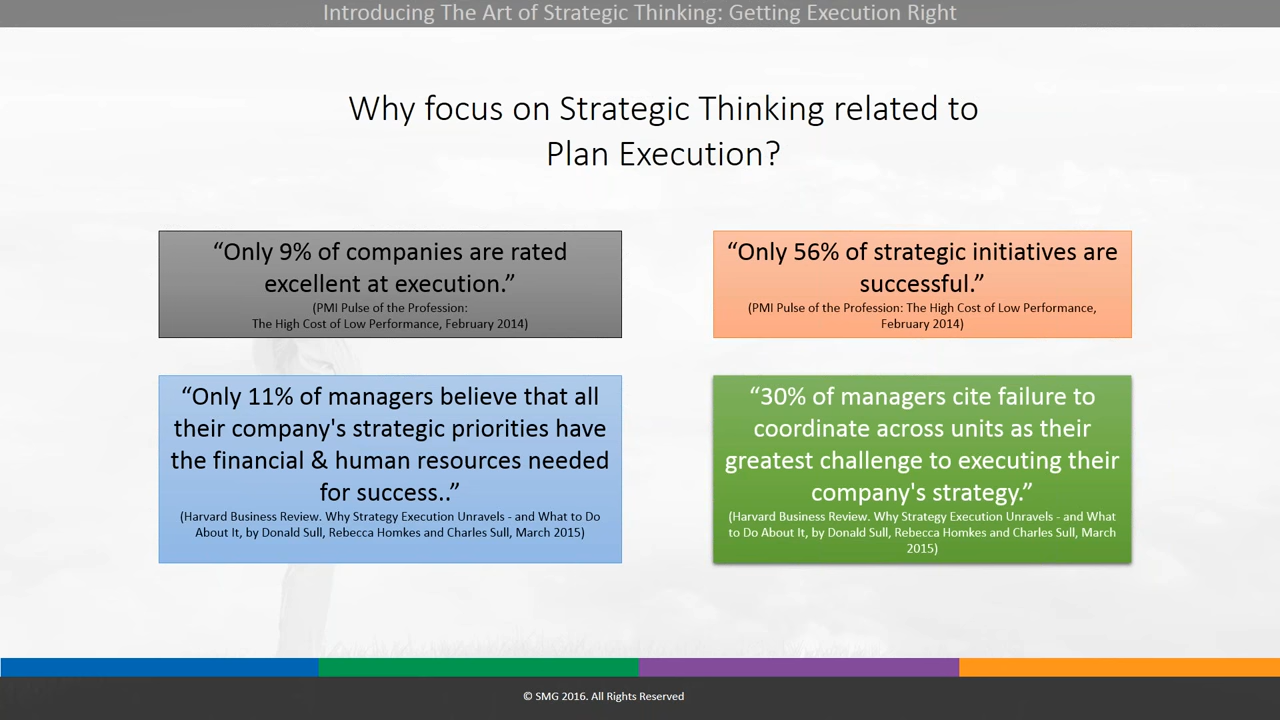 Introducing The Art of Strategic Thinking: Getting Execution Right
Why focus on Strategic Thinking related to
Plan Execution?
“Only 9% of companies are rated
excellent at execution.”
(PMI Pulse of the Profession:
The High Cost of Low Performance, February 2014)
“Only 56% of strategic initiatives are
successful.”
(PMI Pulse of the Profession: The High Cost of Low Performance,
February 2014)
“Only 11% of managers believe that all
their company's strategic priorities have
the financial & human resources needed
for success..”
(Harvard Business Review. Why Strategy Execution Unravels - and What to Do
About It, by Donald Sull, Rebecca Homkes and Charles Sull, March 2015)
“30% of managers cite failure to
coordinate across units as their
greatest challenge to executing their
company's strategy.”
(Harvard Business Review. Why Strategy Execution Unravels - and What
to Do About It, by Donald Sull, Rebecca Homkes and Charles Sull, March
2015)
© SMG 2016. All Rights Reserved